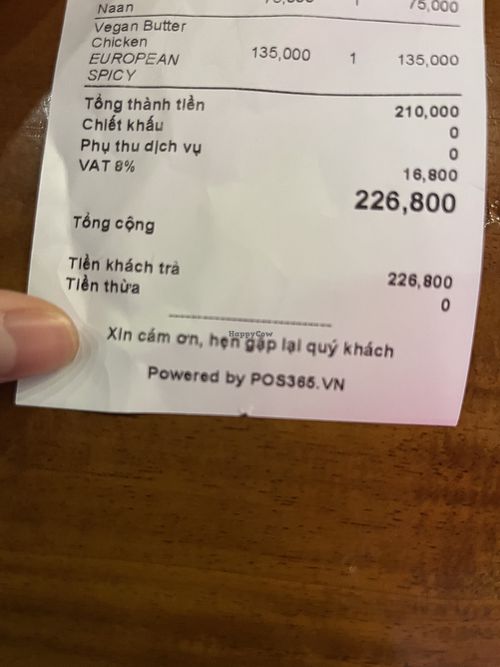 Naan 1 75,000
Vegan Butter
Chicken 135,000 1 135,000
EUROPEAN
SPICY
Tổng thành tiền 210,000
Chiết khấu 0
Phụ thu dịch vụ 0
VAT 8% 16,800
226,800
Tổng cộng
Tiền khách trả 226,800
Tiền thừa 0
HappyCow
Xin cám ơn, hẹn gặp lại quý khách
Powered by POS365.VN